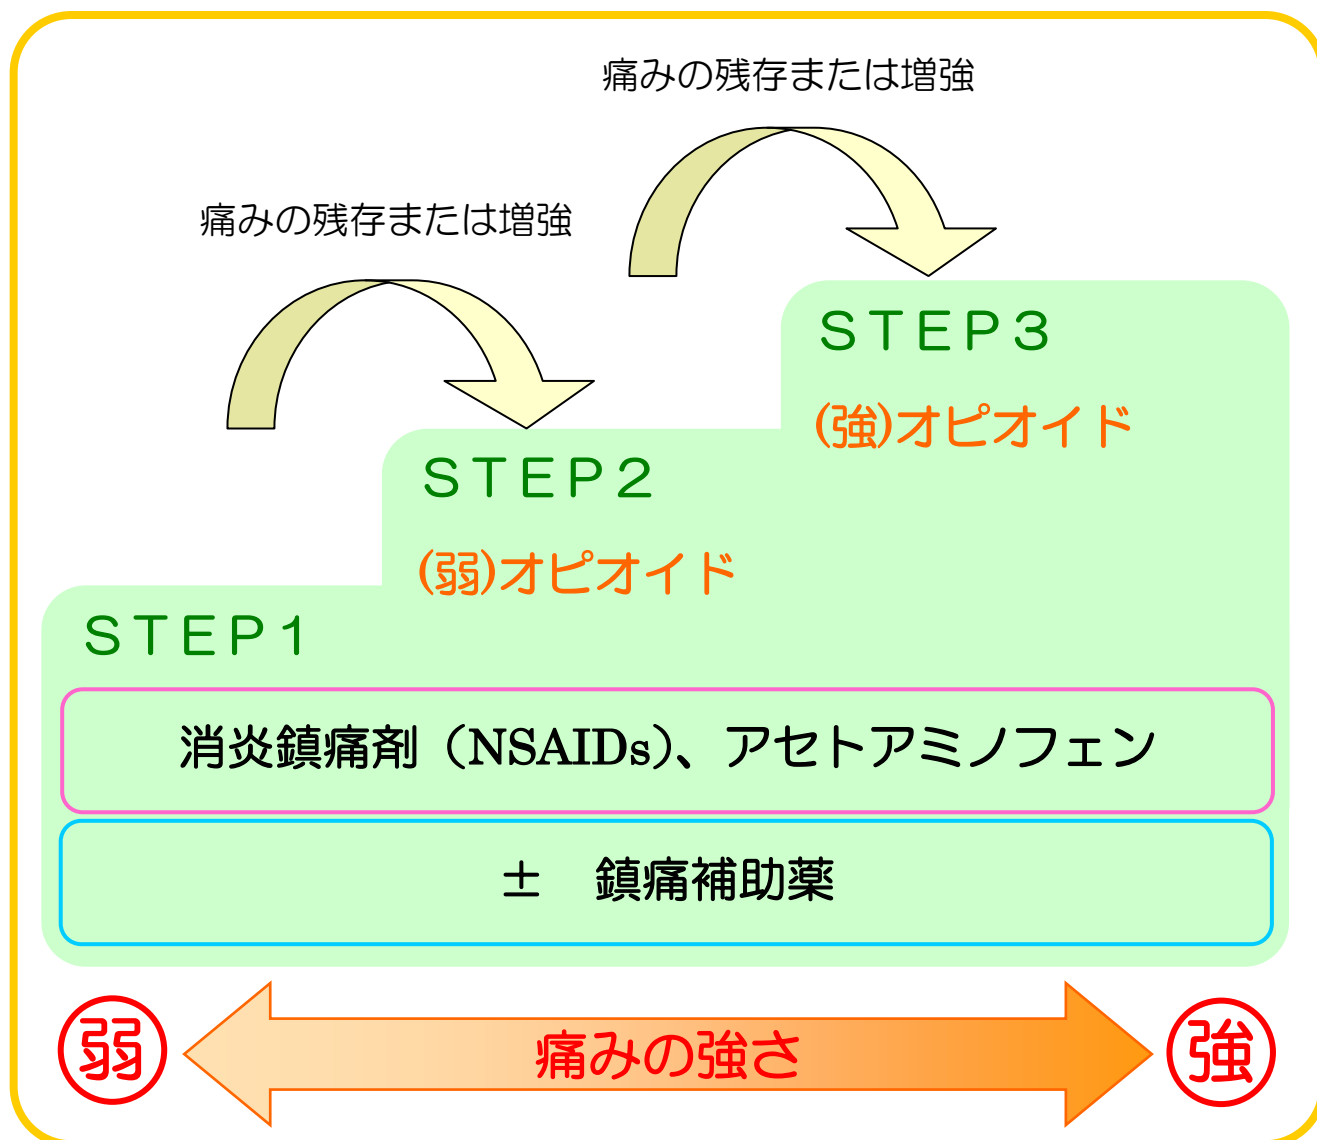 痛みの残存または増強
痛みの残存または増強
ＳＴＥＰ３
(強)オピオイド
ＳＴＥＰ２
(弱)オピオイド
ＳＴＥＰ１
消炎鎮痛剤（NSAIDs）、アセトアミノフェン
±　鎮痛補助薬
弱
痛みの強さ
強